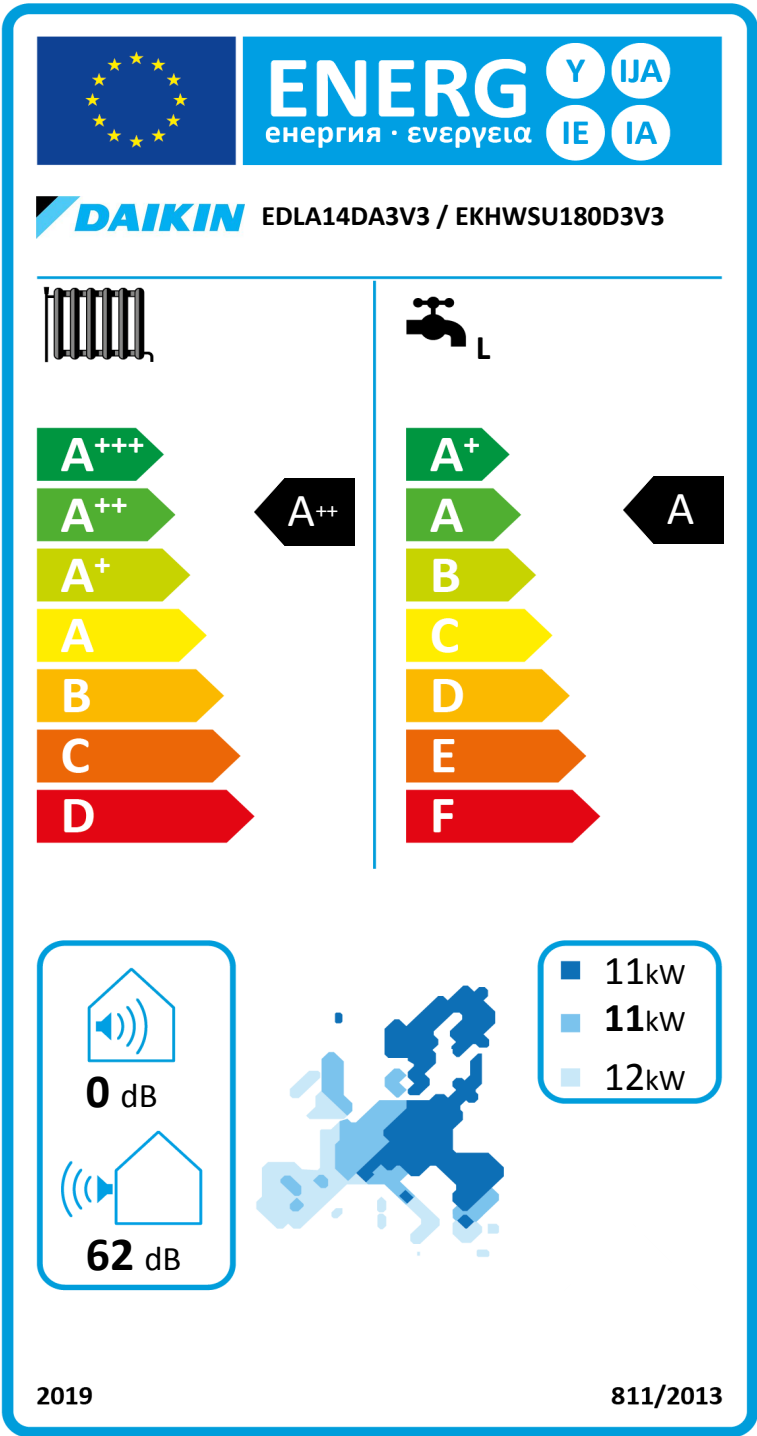 ENERG
енергия · ενεργεια
Y IJA
IE IA
DAIKIN EDLA14DA3V3 / EKHWSU180D3V3
L
A+++
A++
A+
A
B
C
D
A++
A+
A
B
C
D
E
F
A
0 dB
62 dB
11kW
11kW
12kW
2019
811/2013